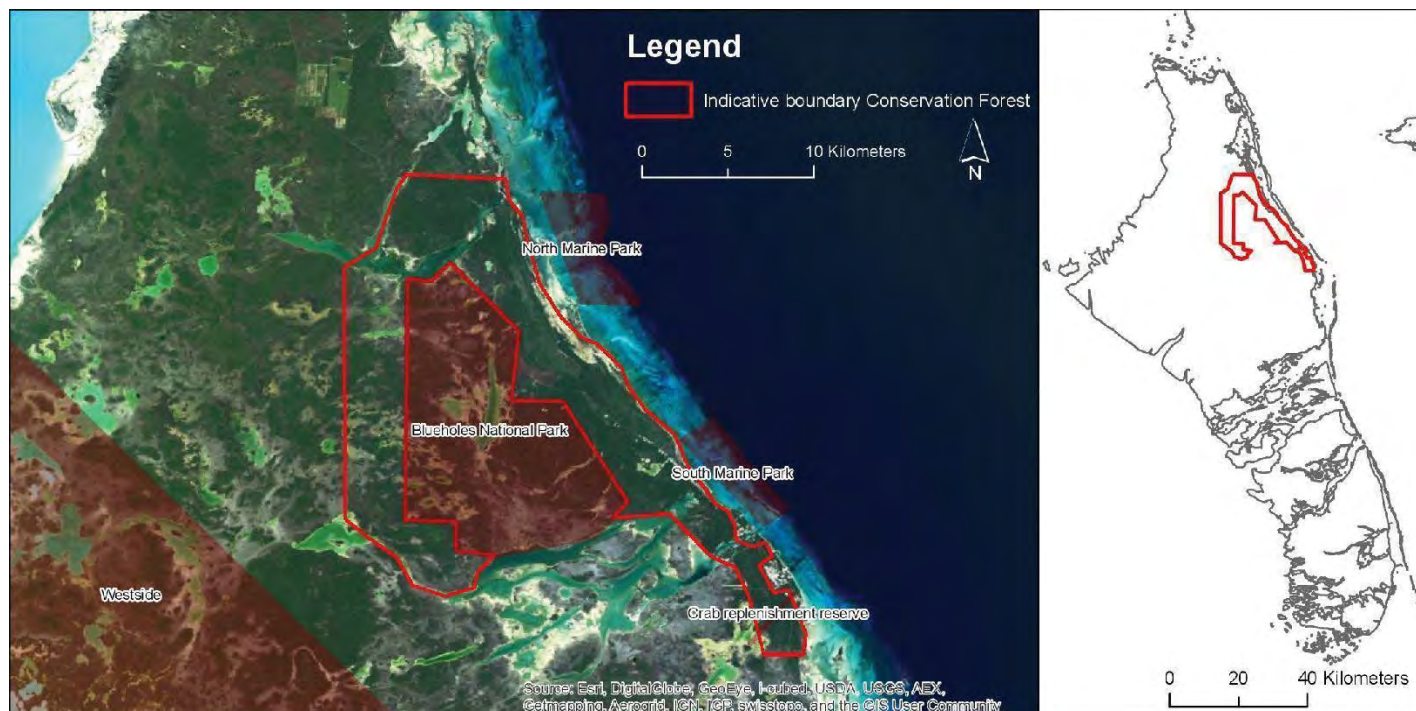 Legend
Indicative boundary Conservation Forest
0 5 10 Kilometers
N
North Marine Park
Blueholes National Park
South Marine Park
Westside
Crab replenishment reserve
Source: Esri, DigitalGlobe, GeoEye, i-cubed, USDA, USGS, AEX,
Getmapping, Aerogrid, IGN, IGP, swisstopo, and the GIS User Community
0 20 40 Kilometers